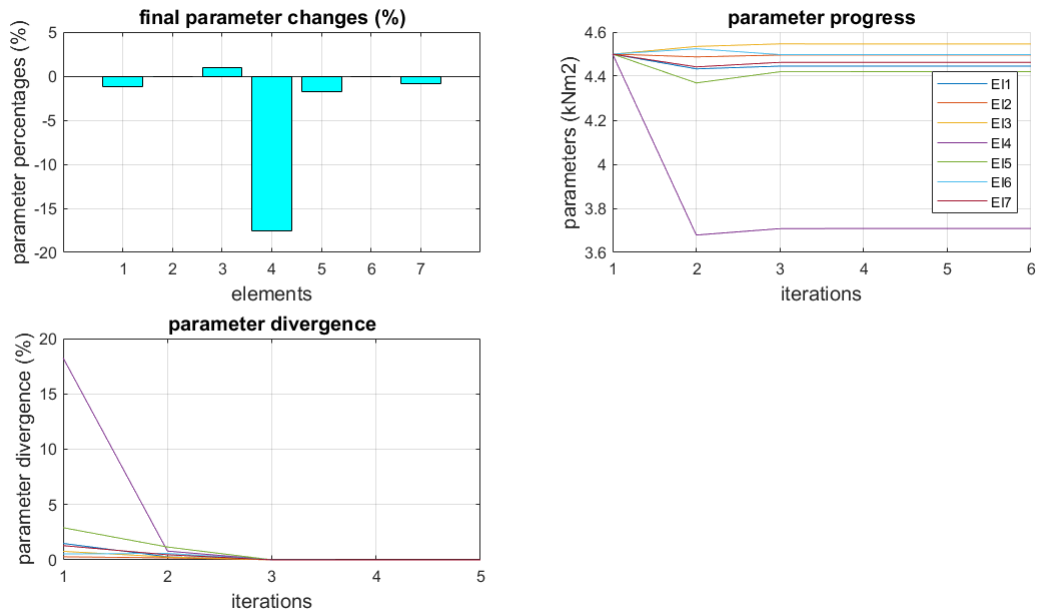 final parameter changes (%)
parameter percentages (%)
5
0
-5
-10
-15
-20
1 2 3 4 5 6 7
elements
parameter progress
parameters (kNm2)
4.6
4.4
4.2
4
3.8
3.6
EI1
EI2
EI3
EI4
EI5
EI6
EI7
1 2 3 4 5 6
iterations
parameter divergence
parameter divergence (%)
20
15
10
5
0
1 2 3 4 5
iterations